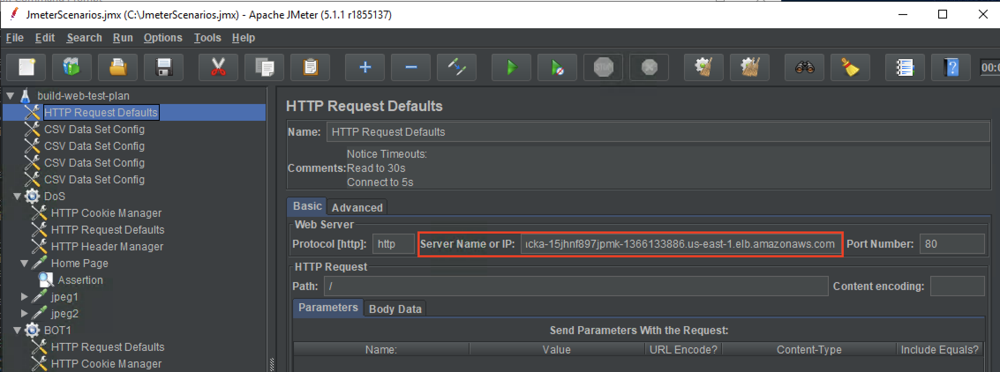 JmeterScenarios.jmx (C:\JmeterScenarios.jmx) - Apache JMeter (5.1.1 r1855137)
File Edit Search Run Options Tools Help
STOP
00:0
build-web-test-plan
HTTP Request Defaults
CSV Data Set Config
CSV Data Set Config
CSV Data Set Config
CSV Data Set Config
DoS
HTTP Cookie Manager
HTTP Request Defaults
HTTP Header Manager
Home Page
Assertion
jpeg1
jpeg2
BOT1
HTTP Request Defaults
HTTP Cookie Manager
HTTP Request Defaults
Name: HTTP Request Defaults
Comments: Notice Timeouts:
Read to 30s
Connect to 5s
Basic Advanced
Web Server
Protocol [http]: http Server Name or IP: acka-15jhnf897jpmk-1366133886.us-east-1.elb.amazonaws.com Port Number: 80
HTTP Request
Path: / Content encoding:
Parameters Body Data
Send Parameters With the Request:
Name: Value URL Encode? Content-Type Include Equals?